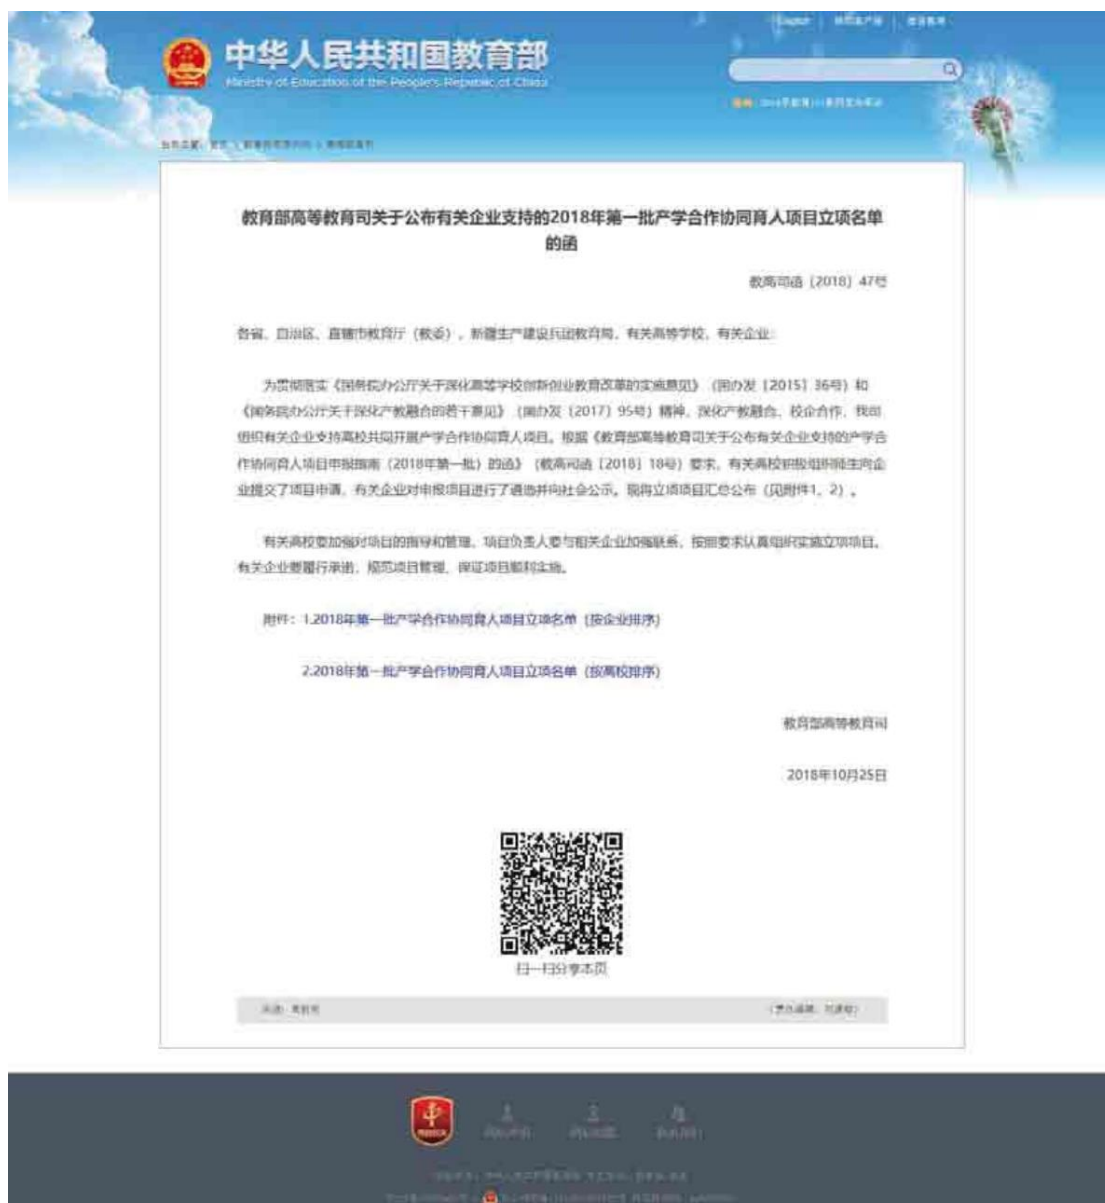 中华人民共和国教育部
Ministry of Education of the People's Republic of China
教育部高等教育司关于公布有关企业支持的2018年第一批产学合作协同育人项目立项名单
的函
教高司函〔2018〕47号
各省、自治区、直辖市教育厅（教委），新疆生产建设兵团教育局，有关高等学校、有关企业：
为贯彻落实《国务院办公厅关于深化高等学校创新创业教育改革的实施意见》（国办发〔2015〕36号）和
《国务院办公厅关于深化产教融合的若干意见》（国办发〔2017〕95号）精神，深化产教融合、校企合作，我司
组织有关企业支持高校共同开展产学合作协同育人项目。根据《教育部高等教育司关于公布有关企业支持的产学合
作协同育人项目申报指南（2018年第一批）的函》（教高司函〔2018〕18号）要求，有关高校积极组织师生向企
业提交了项目申请，有关企业对申报项目进行了遴选并向社会公示。现将立项项目汇总公布（见附件1、2）。
有关高校要加强对项目的指导和管理，项目负责人要与相关企业加强联系，按照要求认真组织实施立项项目。
有关企业要履行承诺，规范项目管理，保证项目顺利实施。
附件：1.2018年第一批产学合作协同育人项目立项名单（按企业排序）
2.2018年第一批产学合作协同育人项目立项名单（按高校排序）
教育部高等教育司
2018年10月25日
扫一扫分享本页